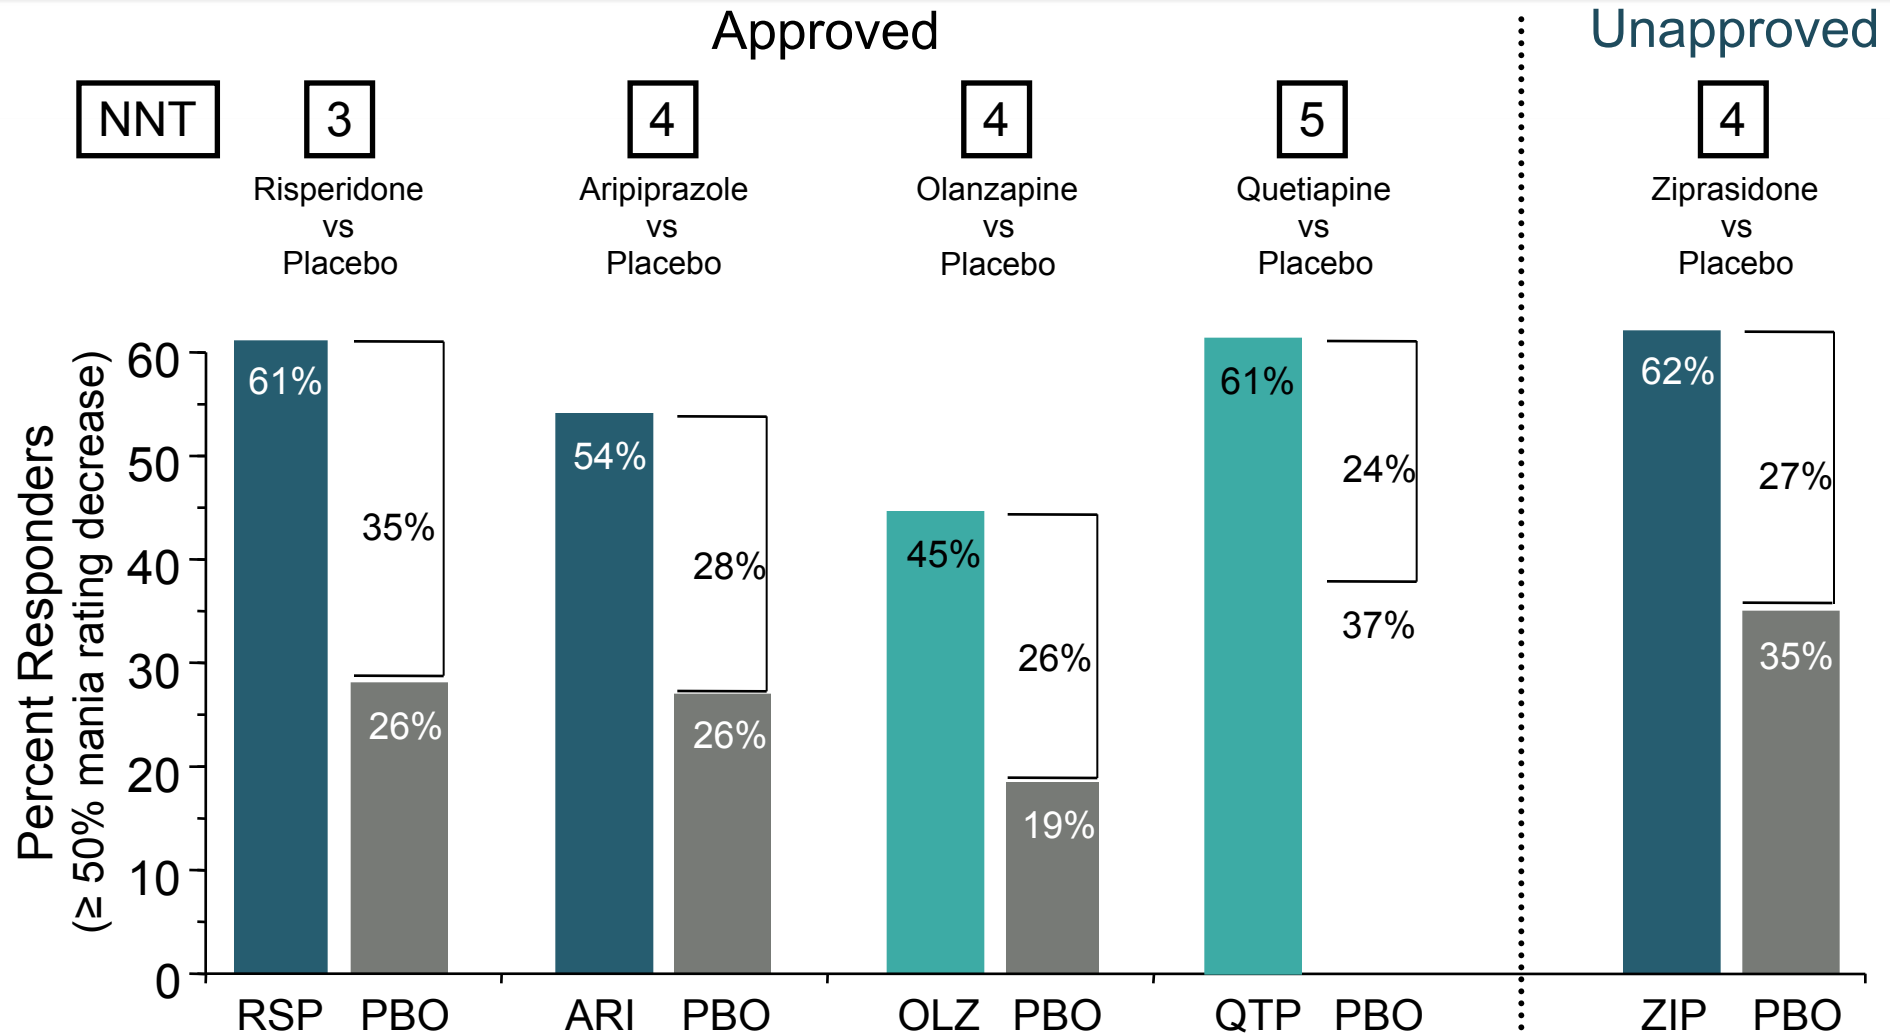 Approved
Unapproved
NNT
3
4
4
5
4
Risperidone
vs
Placebo
Aripiprazole
vs
Placebo
Olanzapine
vs
Placebo
Quetiapine
vs
Placebo
Ziprasidone
vs
Placebo
Percent Responders
(≥ 50% mania rating decrease)
60
50
40
30
20
10
0
61%
35%
26%
54%
28%
26%
45%
26%
19%
61%
24%
37%
62%
27%
35%
RSP PBO ARI PBO OLZ PBO QTP PBO ZIP PBO